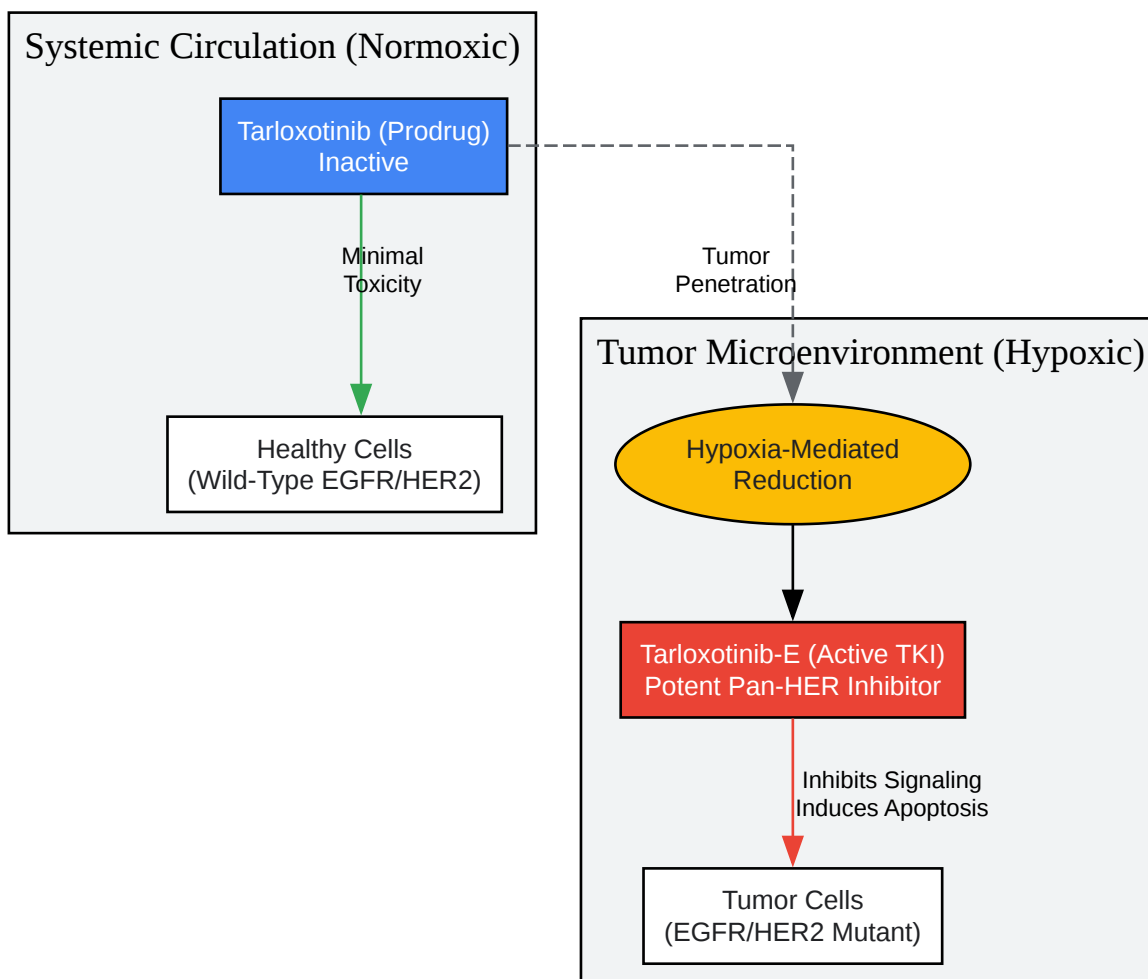 Systemic Circulation (Normoxic)
Tarloxotinib (Prodrug)
Inactive
Minimal
Toxicity
Healthy Cells
(Wild-Type EGFR/HER2)
Tumor
Penetration
Tumor Microenvironment (Hypoxic)
Hypoxia-Mediated
Reduction
Tarloxotinib-E (Active TKI)
Potent Pan-HER Inhibitor
Inhibits Signaling
Induces Apoptosis
Tumor Cells
(EGFR/HER2 Mutant)